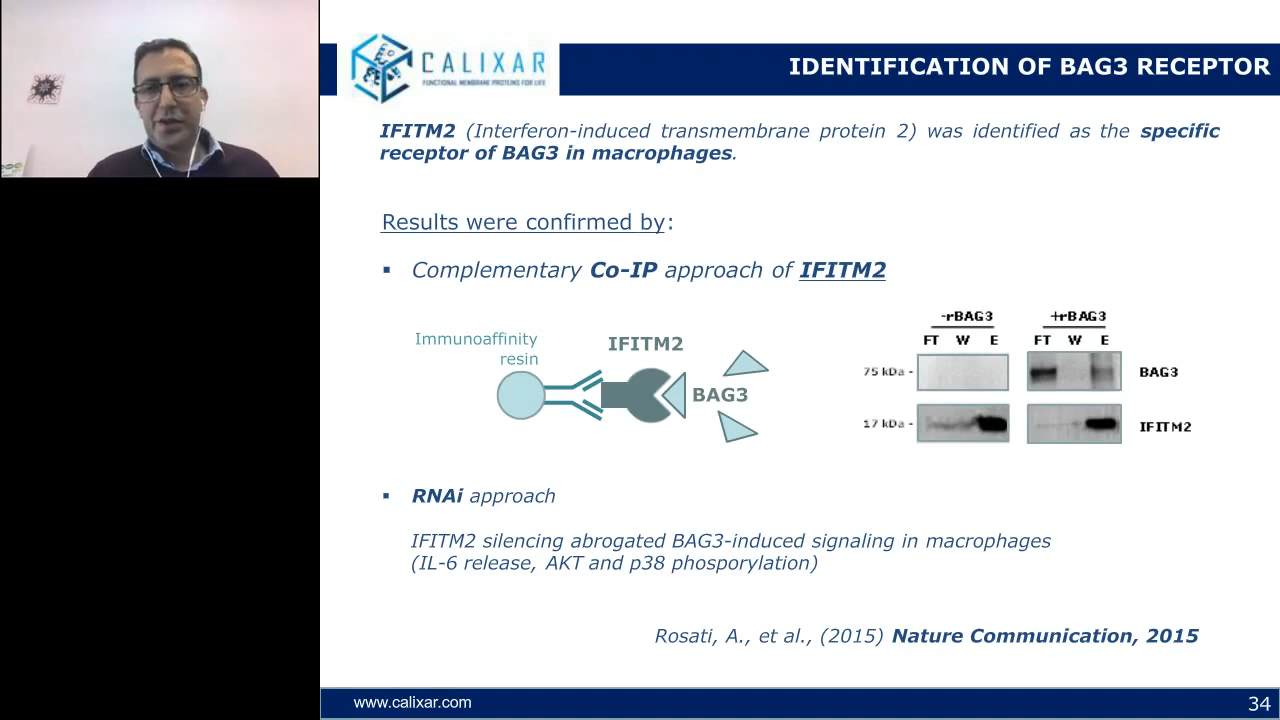 CALIXAR
FUNCTIONAL MEMBRANE PROTEINS FOR LIFE
IDENTIFICATION OF BAG3 RECEPTOR
IFITM2 (Interferon-induced transmembrane protein 2) was identified as the specific
receptor of BAG3 in macrophages.
Results were confirmed by:
▪ Complementary Co-IP approach of IFITM2
Immunoaffinity
resin
IFITM2
BAG3
-rBAG3 +rBAG3
FT W E FT W E
75 kDa - BAG3
17 kDa - IFITM2
▪ RNAi approach
IFITM2 silencing abrogated BAG3-induced signaling in macrophages
(IL-6 release, AKT and p38 phosporylation)
Rosati, A., et al., (2015) Nature Communication, 2015
www.calixar.com
34